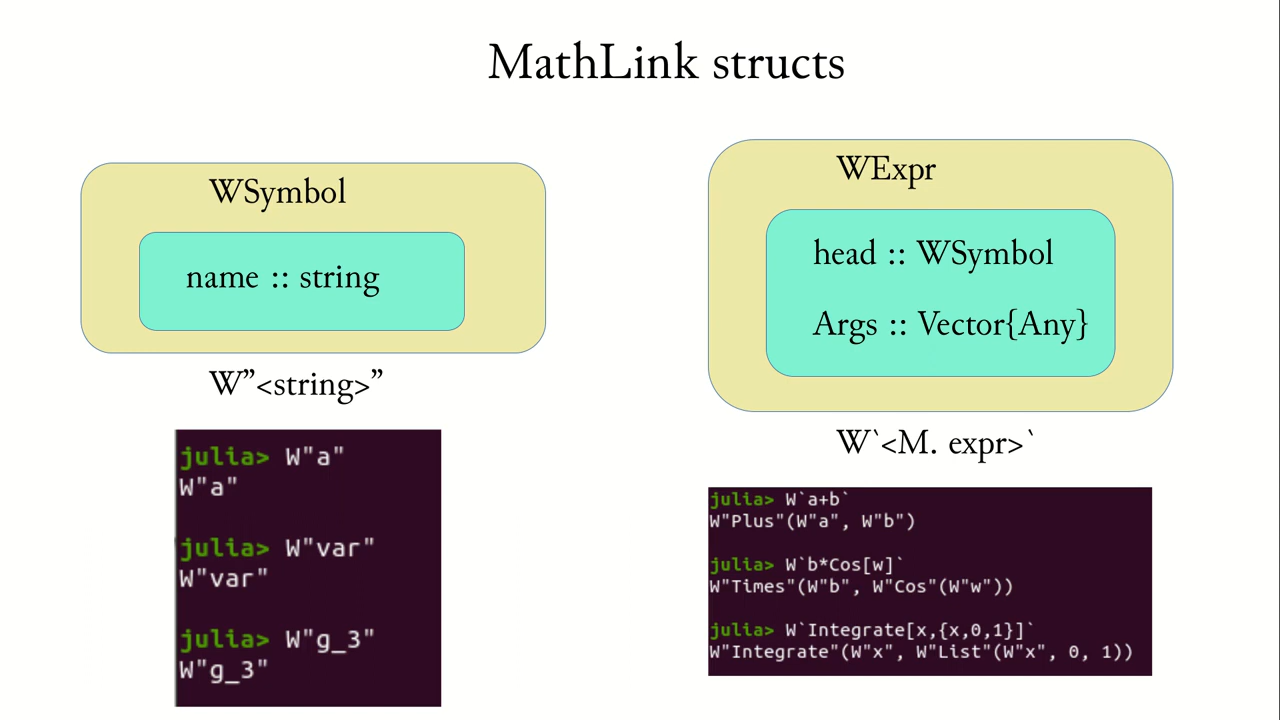 MathLink structs
WSymbol
name :: string
W”<string>”
julia> W"a"
W"a"
julia> W"var"
W"var"
julia> W"g_3"
W"g_3"
WExpr
head :: WSymbol
Args :: Vector{Any}
W`<M. expr>`
julia> W`a+b`
W"Plus"(W"a", W"b")
julia> W`b*Cos[w]`
W"Times"(W"b", W"Cos"(W"w"))
julia> W`Integrate[x,{x,0,1}]`
W"Integrate"(W"x", W"List"(W"x", 0, 1))